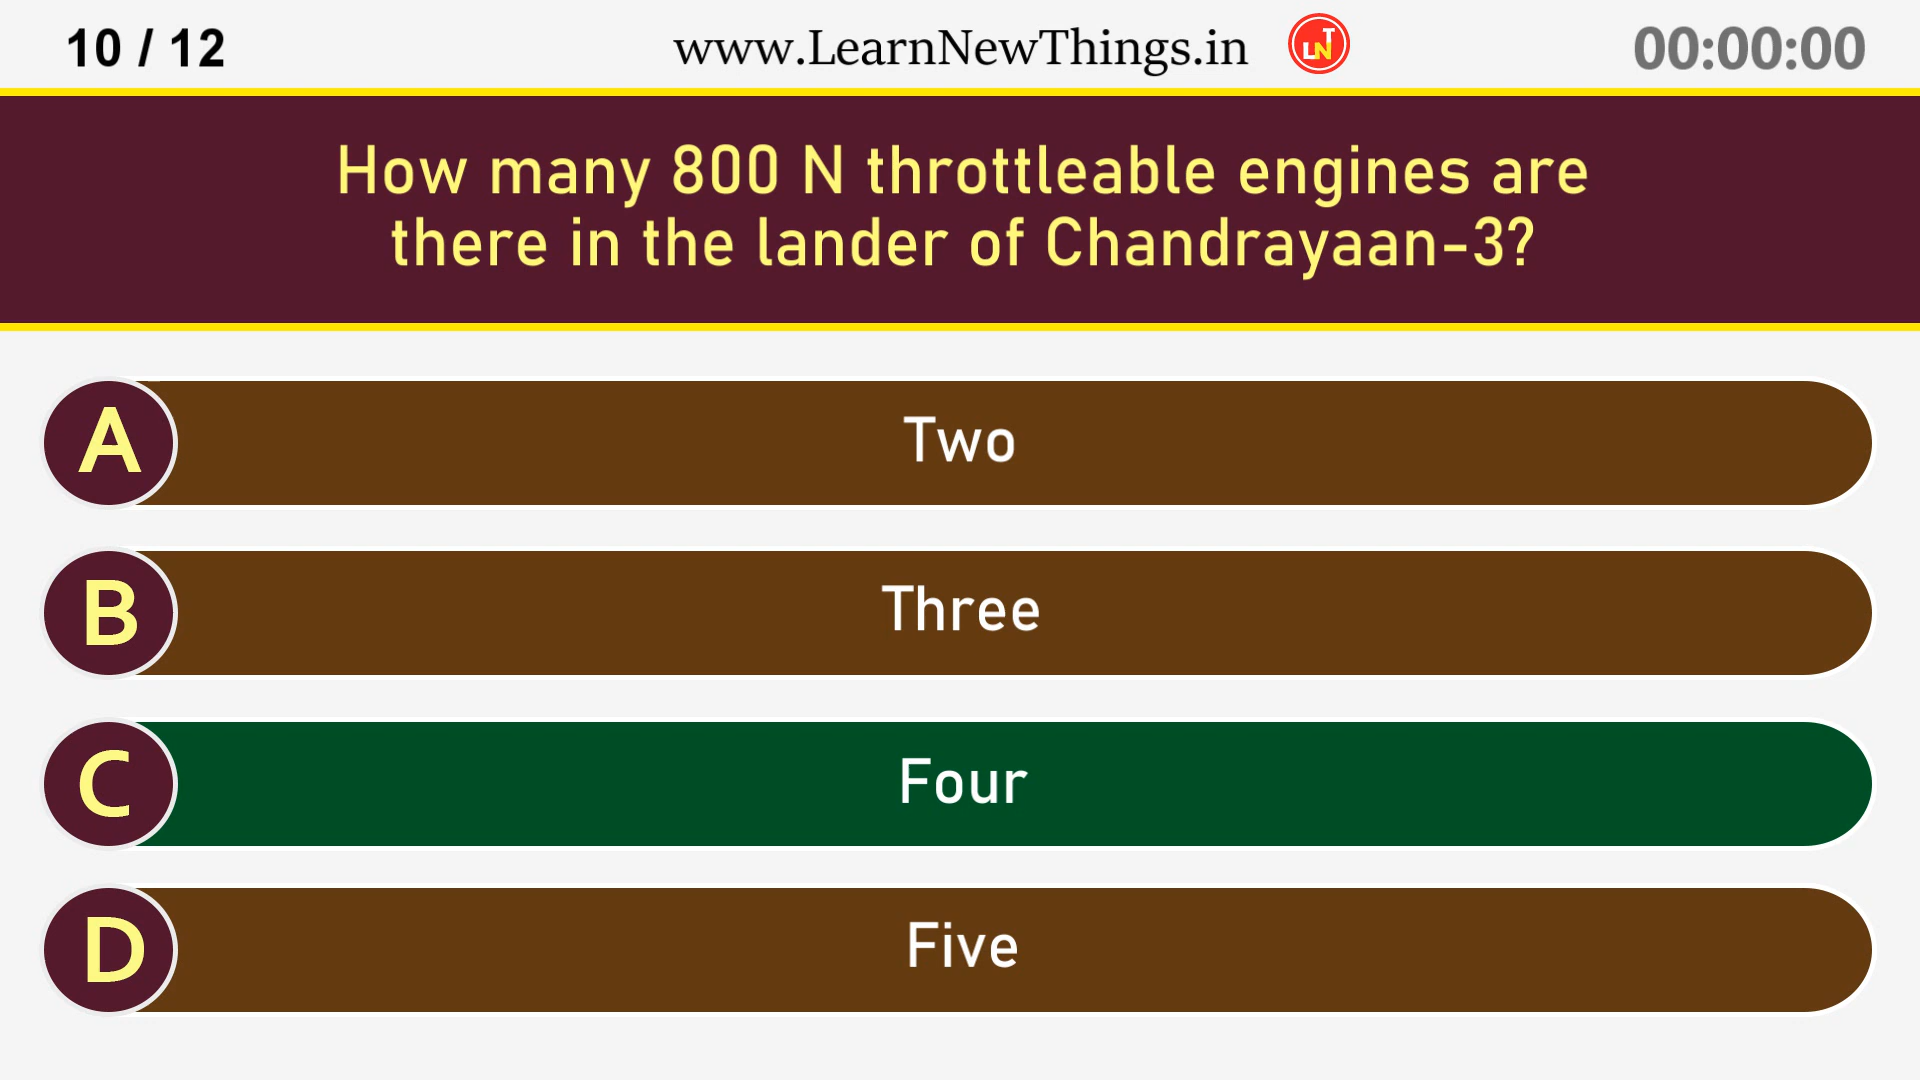 10 / 12
www.LearnNewThings.in
LNT
00:00:00
How many 800 N throttleable engines are
there in the lander of Chandrayaan-3?
A
Two
B
Three
C
Four
D
Five